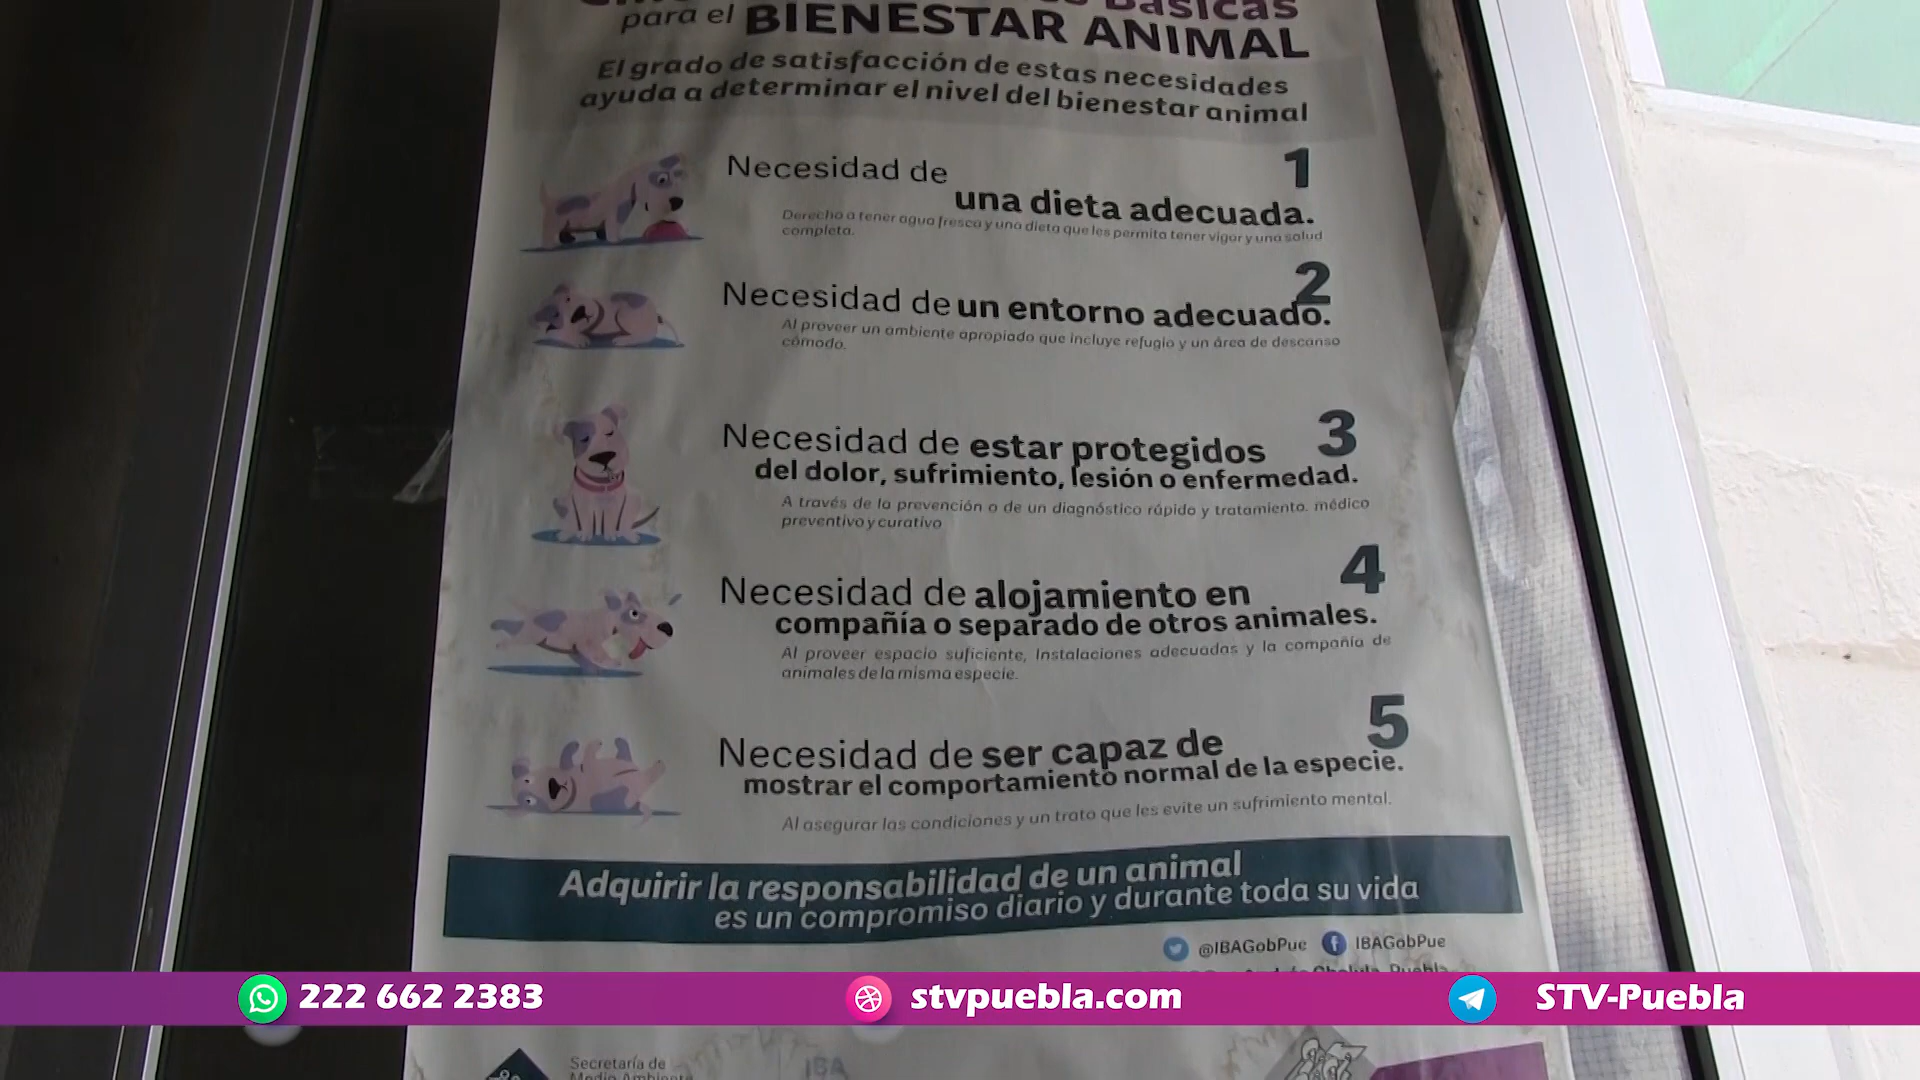 Básicas
para el BIENESTAR ANIMAL
El grado de satisfacción de estas necesidades
ayuda a determinar el nivel del bienestar animal
1
Necesidad de
una dieta adecuada.
Derecho a tener agua fresca y una dieta que les permita tener vigor y una salud
completa.
2
Necesidad de un entorno adecuado.
Al proveer un ambiente apropiado que incluye refugio y un área de descanso
cómodo.
3
Necesidad de estar protegidos
del dolor, sufrimiento, lesión o enfermedad.
A través de la prevención o de un diagnóstico rápido y tratamiento. médico
preventivo y curativo
4
Necesidad de alojamiento en
compañía o separado de otros animales.
Al proveer espacio suficiente, Instalaciones adecuadas y la compañía de
animales de la misma especie.
5
Necesidad de ser capaz de
mostrar el comportamiento normal de la especie.
Al asegurar las condiciones y un trato que les evite un sufrimiento mental.
Adquirir la responsabilidad de un animal
es un compromiso diario y durante toda su vida
@IBAGobPue IBAGobPue
Cholula, Puebla
222 662 2383 stvpuebla.com STV-Puebla
Secretaría de
Medio Ambiente
IBA